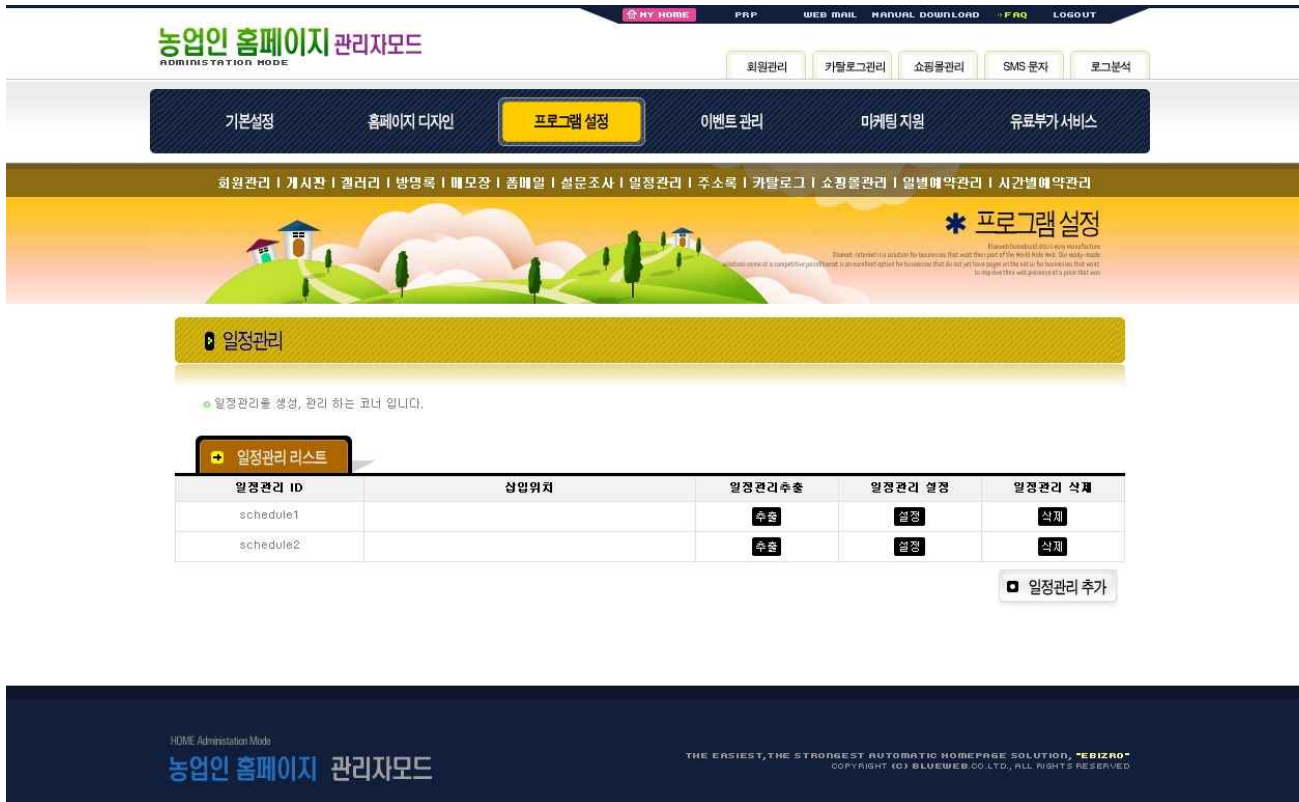 MY HOME PRP WEB MAIL MANUAL DOWNLOAD FAQ LOGOUT
농업인 홈페이지 관리자모드
ADMINISTATION MODE
회원관리 카탈로그관리 쇼핑몰관리 SMS 문자 로그분석
기본설정 홈페이지 디자인 프로그램 설정 이벤트 관리 마케팅 지원 유료부가 서비스
회원관리 l 게시판 l 갤러리 l 방명록 l 메모장 l 폼메일 l 설문조사 l 일정관리 l 주소록 l 카탈로그 l 쇼핑몰관리 l 일별예약관리 l 시간별예약관리
* 프로그램 설정
일정관리
일정관리를 생성, 관리 하는 코너 입니다.
일정관리 리스트
일정관리 ID 삽입위치 일정관리추출 일정관리 설정 일정관리 삭제
schedule1 추출 설정 삭제
schedule2 추출 설정 삭제
일정관리 추가
HOME Administation Mode
농업인 홈페이지 관리자모드
THE EASIEST,THE STRONGEST AUTOMATIC HOMEPAGE SOLUTION, "EBIZRO"
COPYRIGHT (C) BLUEWEB.CO.LTD., ALL RIGHTS RESERVED